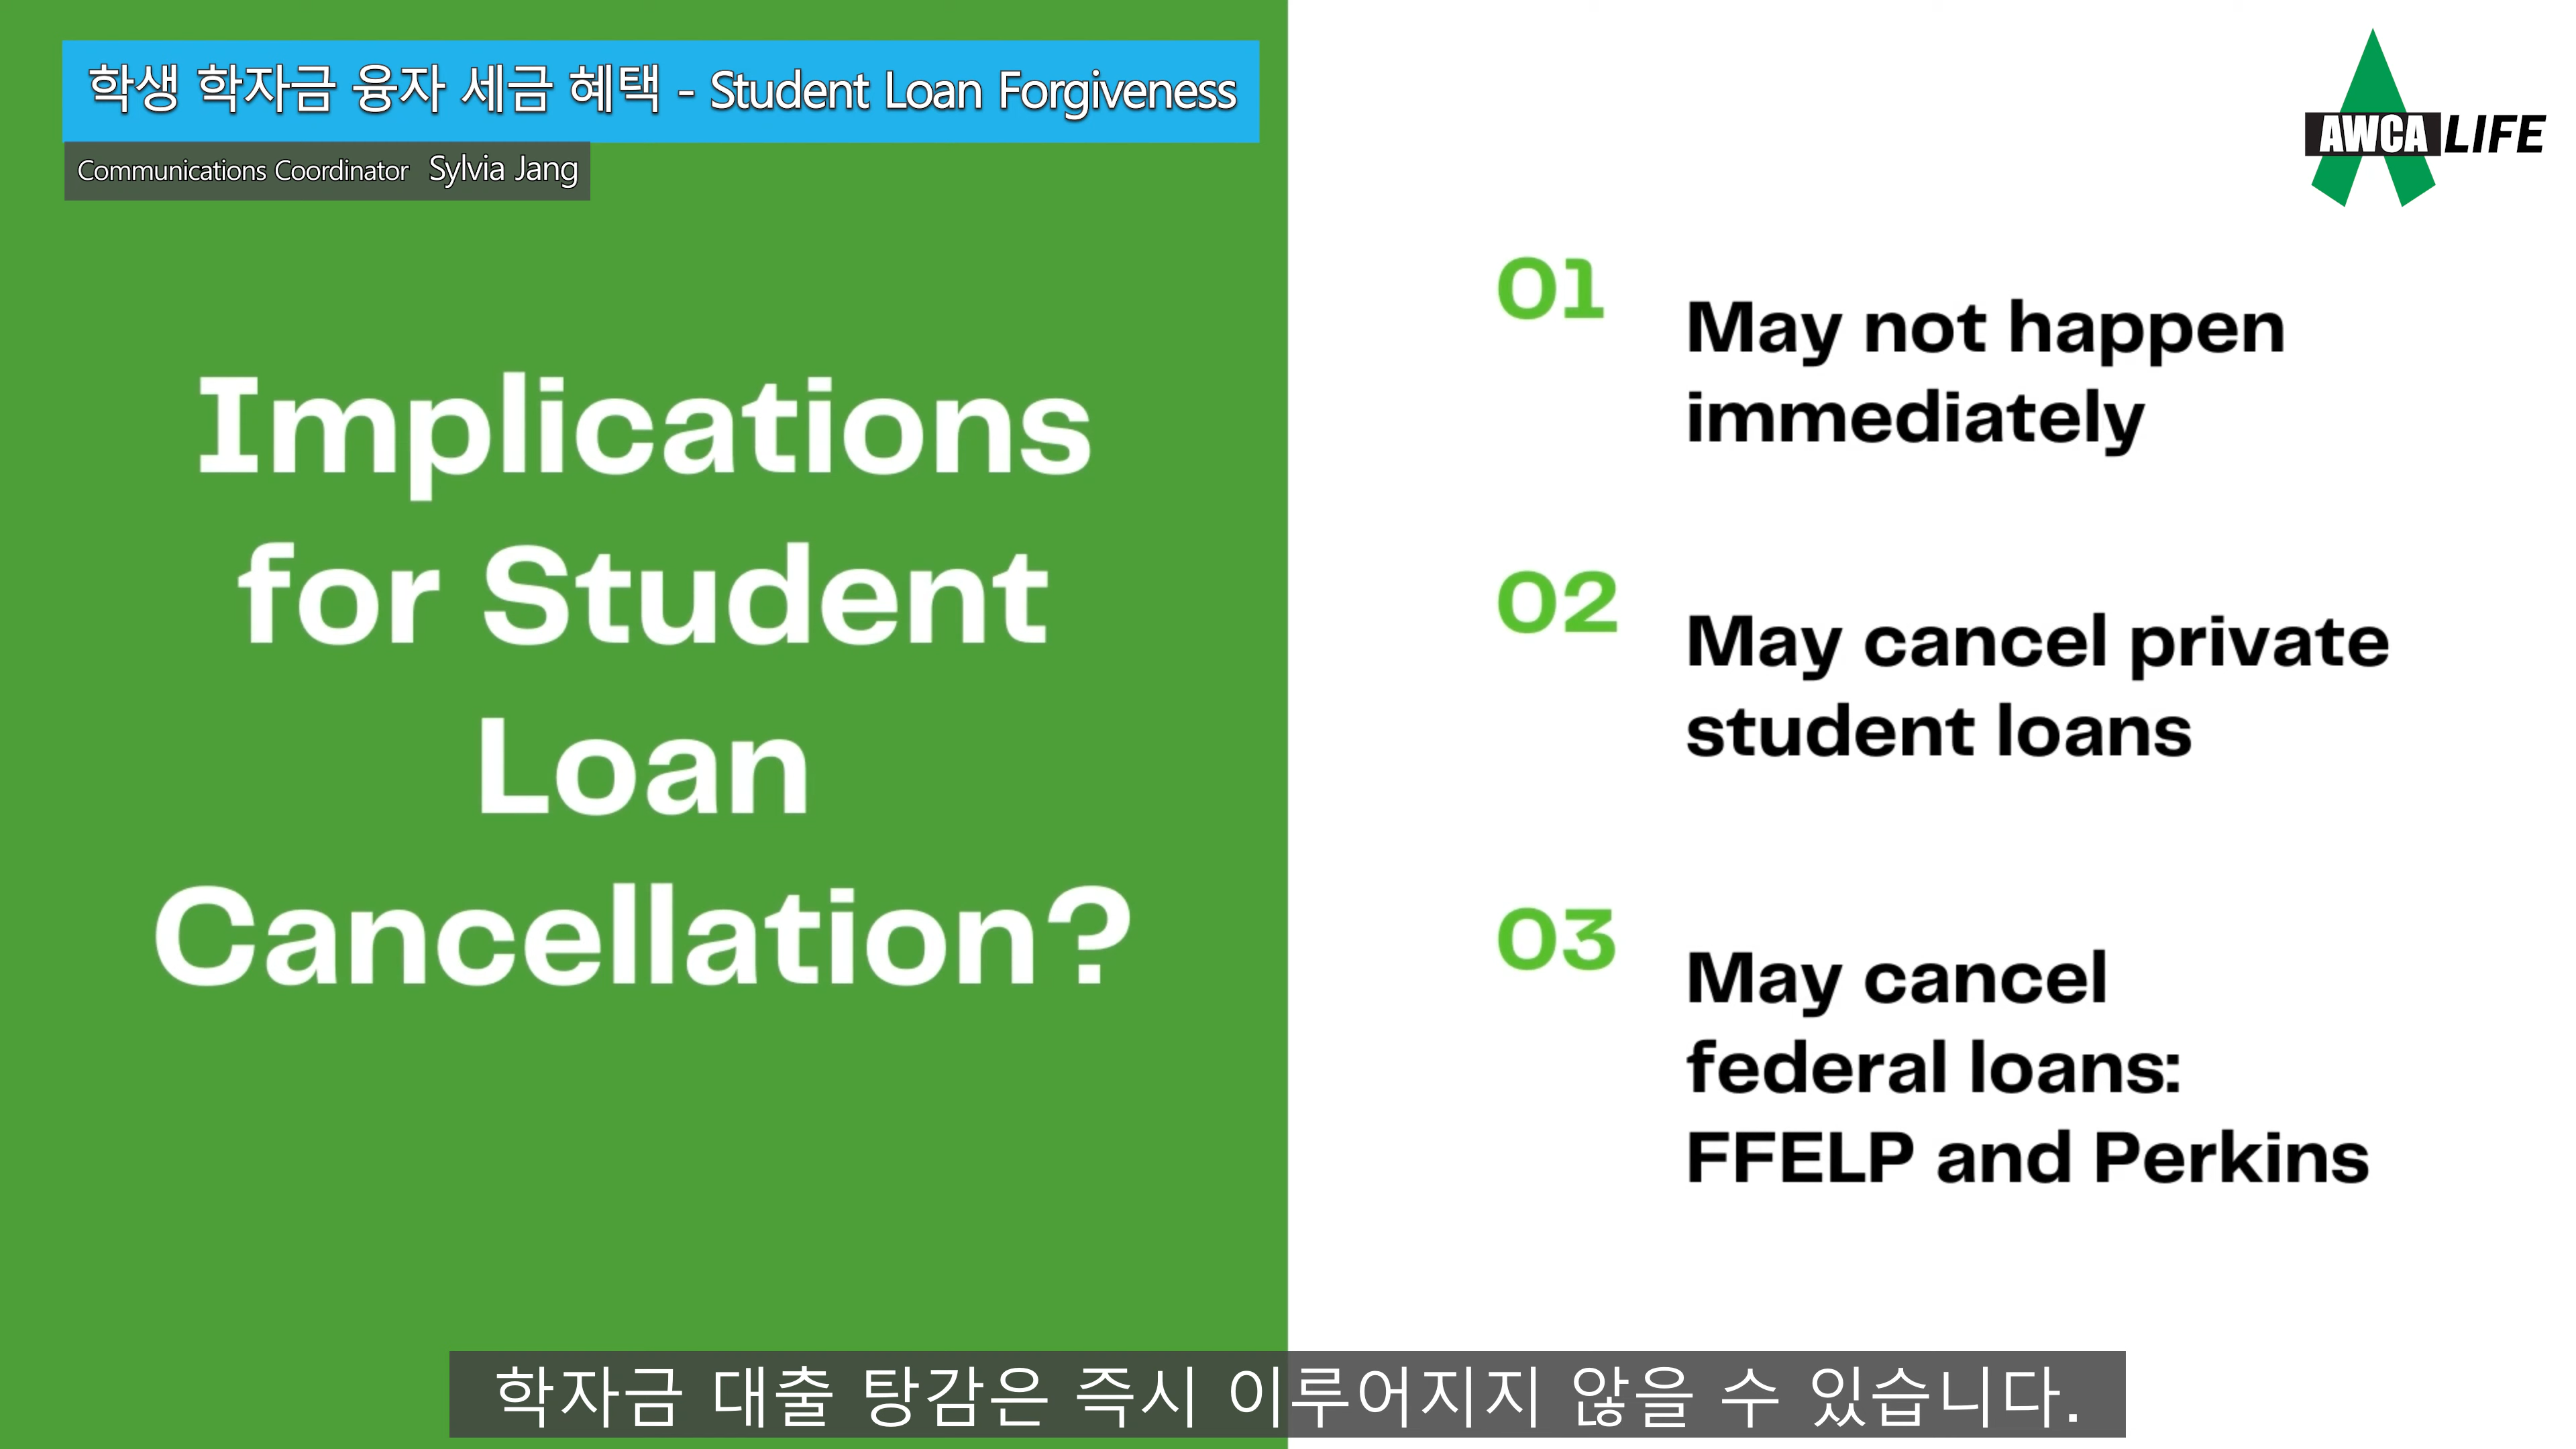 학생 학자금 융자 세금 혜택 - Student Loan Forgiveness
Communications Coordinator Sylvia Jang
AWCA LIFE
Implications
for Student
Loan
Cancellation?
01
May not happen
immediately
02
May cancel private
student loans
03
May cancel
federal loans:
FFELP and Perkins
학자금 대출 탕감은 즉시 이루어지지 않을 수 있습니다.